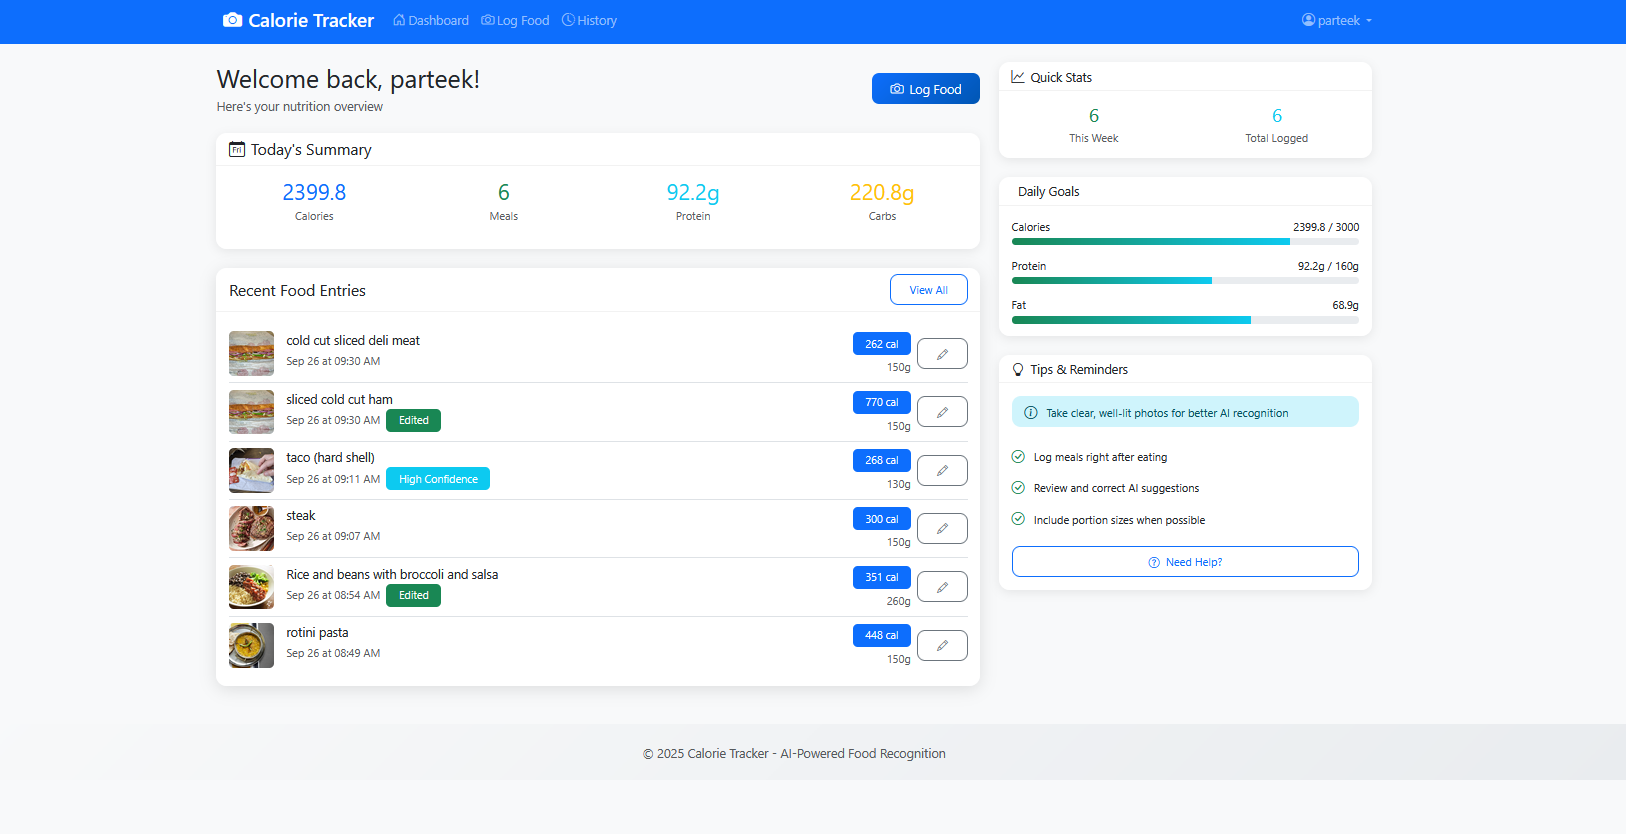 Calorie Tracker Dashboard Log Food History parteek
Welcome back, parteek!
Here's your nutrition overview
Log Food
Fri Today's Summary
2399.8 6 92.2g 220.8g
Calories Meals Protein Carbs
Recent Food Entries View All
cold cut sliced deli meat 262 cal
Sep 26 at 09:30 AM 150g
sliced cold cut ham 770 cal
Sep 26 at 09:30 AM Edited 150g
taco (hard shell) 268 cal
Sep 26 at 09:11 AM High Confidence 130g
steak 300 cal
Sep 26 at 09:07 AM 150g
Rice and beans with broccoli and salsa 351 cal
Sep 26 at 08:54 AM Edited 260g
rotini pasta 448 cal
Sep 26 at 08:49 AM 150g
Quick Stats
6 6
This Week Total Logged
Daily Goals
Calories 2399.8 / 3000
Protein 92.2g / 160g
Fat 68.9g
Tips & Reminders
Take clear, well-lit photos for better AI recognition
Log meals right after eating
Review and correct AI suggestions
Include portion sizes when possible
Need Help?
© 2025 Calorie Tracker - AI-Powered Food Recognition